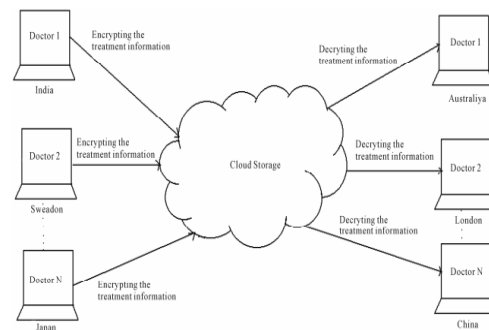 Doctor 1
India
Encrypting the
treatment information
Doctor 2
Sweadon
Encrypting the
treatment information
Doctor N
Japan
Encrypting the
treatment information
Cloud Storage
Decryting the
treatment information
Doctor 1
Australiya
Decryting the
treatment information
Doctor 2
London
Decryting the
treatment information
Doctor N
China